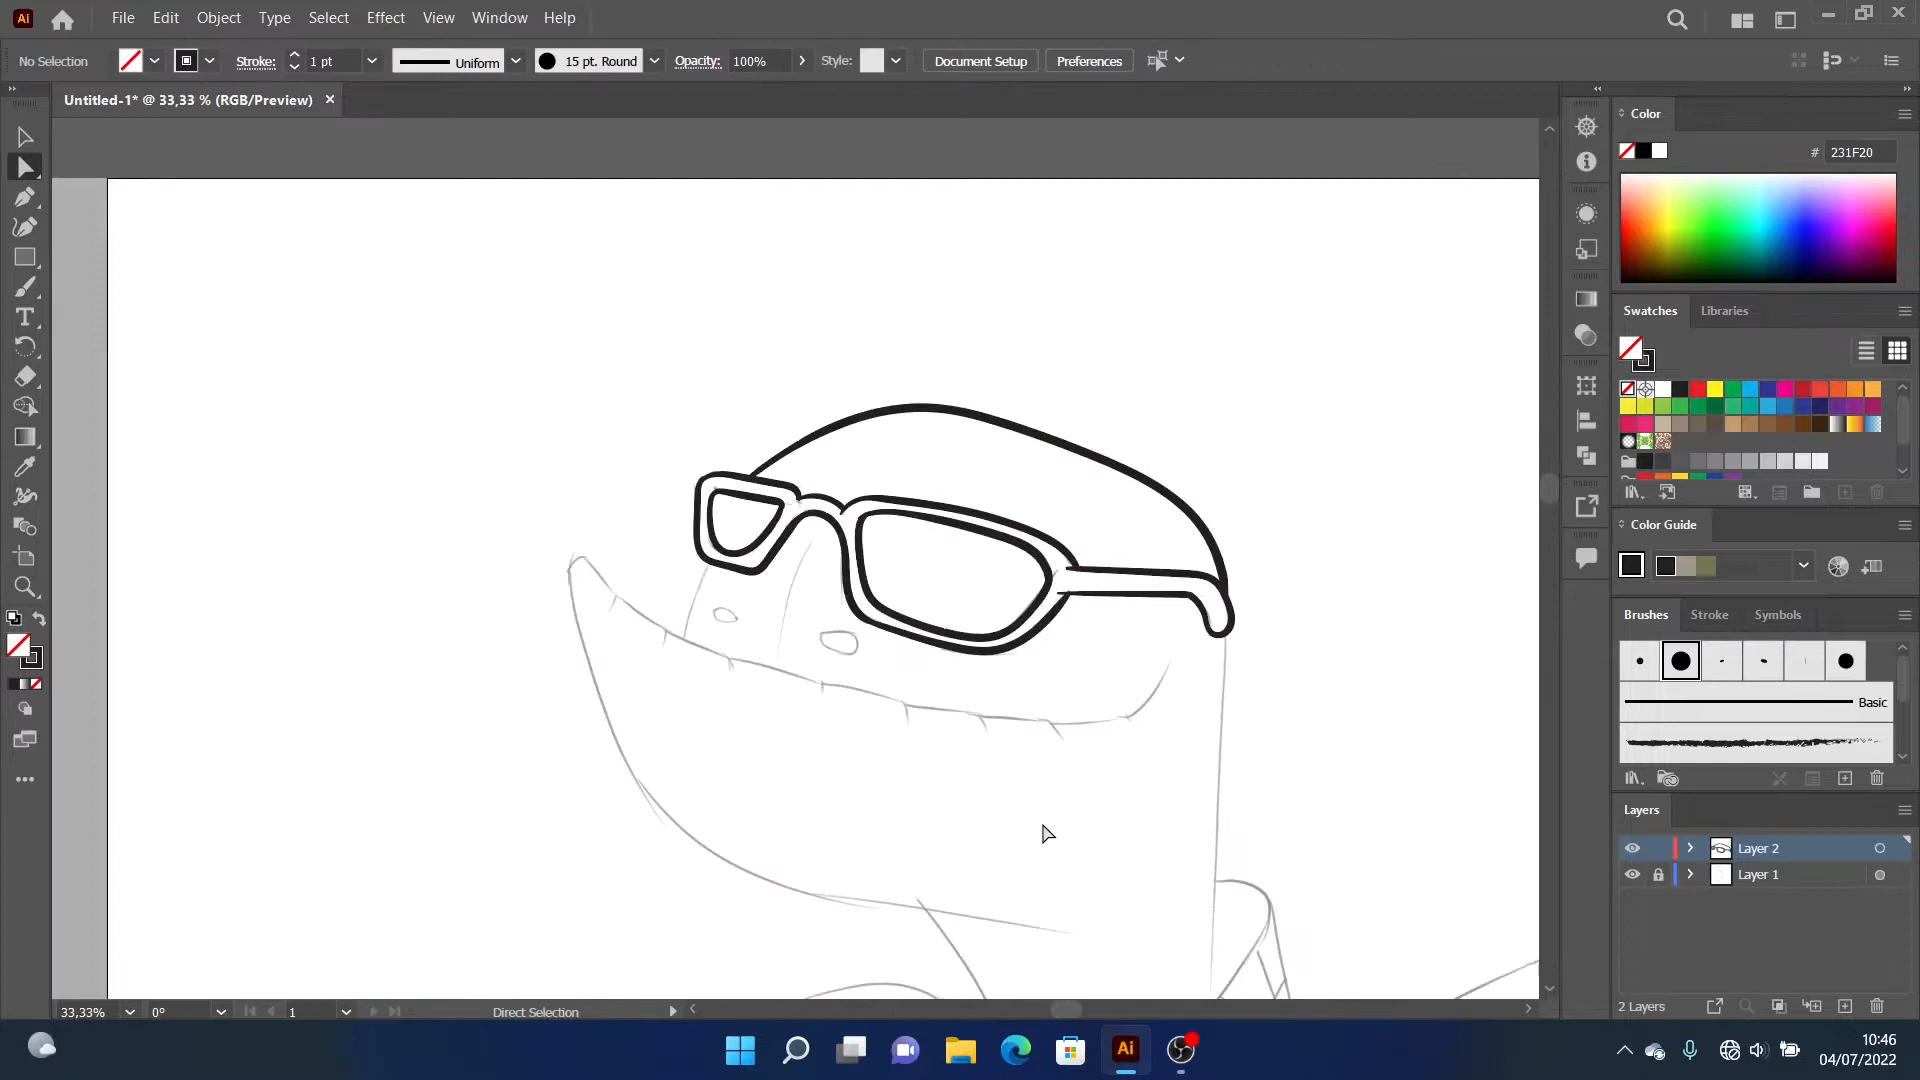 Ai File Edit Object Type Select Effect View Window Help
No Selection Stroke: 1 pt Uniform 15 pt. Round Opacity: 100% Style: Document Setup Preferences
Untitled-1* @ 33,33 % (RGB/Preview) ×
Color
# 231F20
Swatches Libraries
Color Guide
Brushes Stroke Symbols
Basic
Layers
Layer 2
Layer 1
2 Layers
33,33% 0° 1 Direct Selection
Ai
10:46
04/07/2022